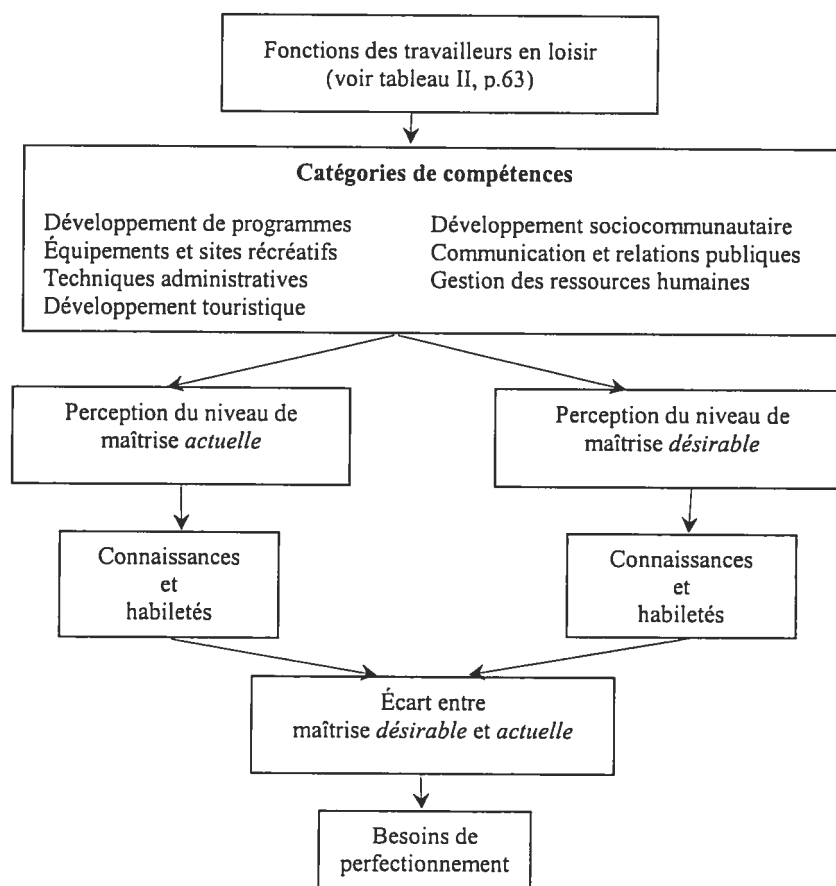 Fonctions des travailleurs en loisir
(voir tableau II, p.63)
Catégories de compétences
Développement de programmes
Équipements et sites récréatifs
Techniques administratives
Développement touristique
Développement sociocommunautaire
Communication et relations publiques
Gestion des ressources humaines
Perception du niveau de
maîtrise actuelle
Perception du niveau de
maîtrise désirable
Connaissances
et
habiletés
Connaissances
et
habiletés
Écart entre
maîtrise désirable et actuelle
Besoins de
perfectionnement